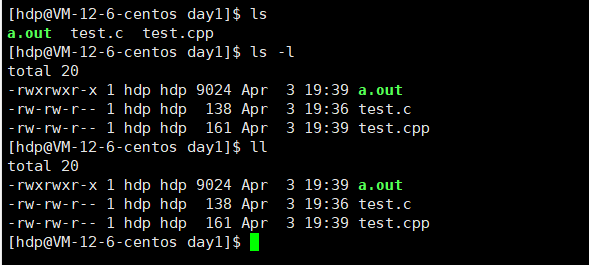 [hdp@VM-12-6-centos day1]$ ls
a.out  test.c  test.cpp
[hdp@VM-12-6-centos day1]$ ls -l
total 20
-rwxrwxr-x 1 hdp hdp 9024 Apr  3 19:39 a.out
-rw-rw-r-- 1 hdp hdp  138 Apr  3 19:36 test.c
-rw-rw-r-- 1 hdp hdp  161 Apr  3 19:39 test.cpp
[hdp@VM-12-6-centos day1]$ ll
total 20
-rwxrwxr-x 1 hdp hdp 9024 Apr  3 19:39 a.out
-rw-rw-r-- 1 hdp hdp  138 Apr  3 19:36 test.c
-rw-rw-r-- 1 hdp hdp  161 Apr  3 19:39 test.cpp
[hdp@VM-12-6-centos day1]$